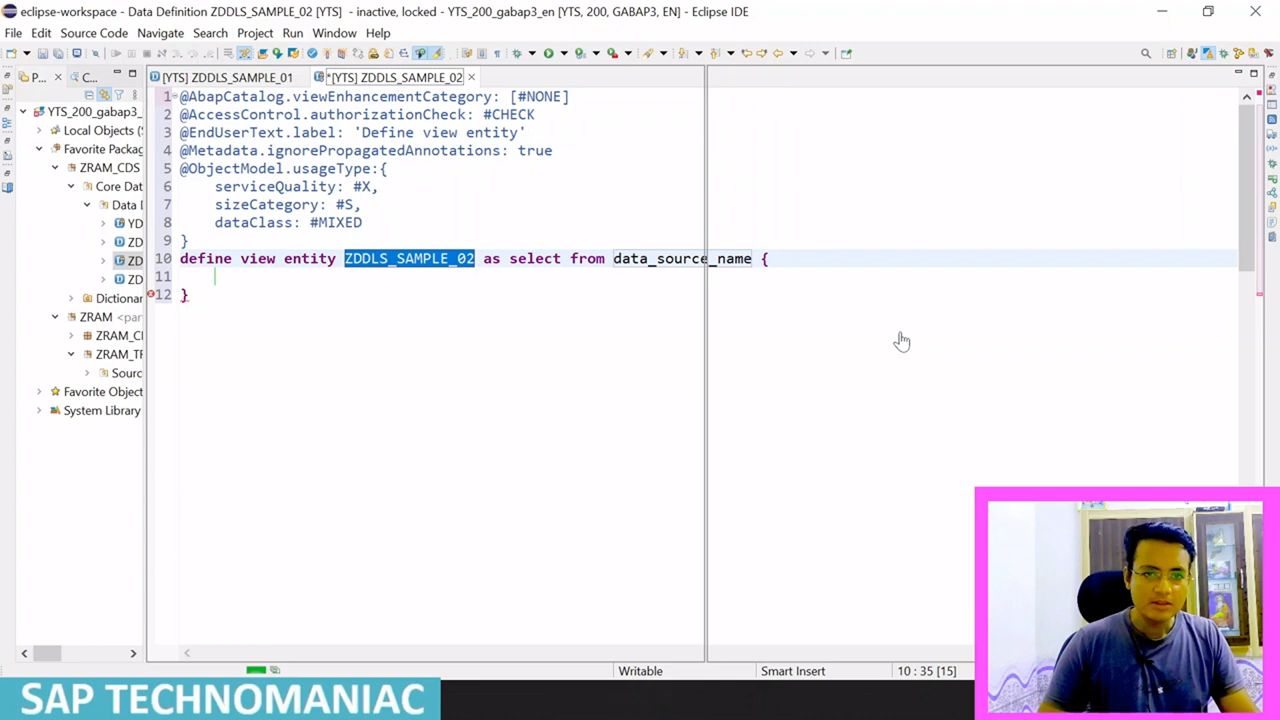 eclipse-workspace - Data Definition ZDDLS_SAMPLE_02 [YTS] - inactive, locked - YTS_200_gabap3_en [YTS, 200, GABAP3, EN] - Eclipse IDE
File Edit Source Code Navigate Search Project Run Window Help
P... C... [YTS] ZDDLS_SAMPLE_01 *[YTS] ZDDLS_SAMPLE_02
YTS_200_gabap3_
Local Objects (
Favorite Packag
ZRAM_CDS
Core Dat
Data I
YD
ZD
ZD
ZD
Dictionar
ZRAM <par
ZRAM_CI
ZRAM_TF
Sourc
Favorite Object
System Library
1 @AbapCatalog.viewEnhancementCategory: [#NONE]
2 @AccessControl.authorizationCheck: #CHECK
3 @EndUserText.label: 'Define view entity'
4 @Metadata.ignorePropagatedAnnotations: true
5 @ObjectModel.usageType:{
6 serviceQuality: #X,
7 sizeCategory: #S,
8 dataClass: #MIXED
9 }
10 define view entity ZDDLS_SAMPLE_02 as select from data_source_name {
11
12 }
Writable Smart Insert 10 : 35 [15]
SAP TECHNOMANIAC